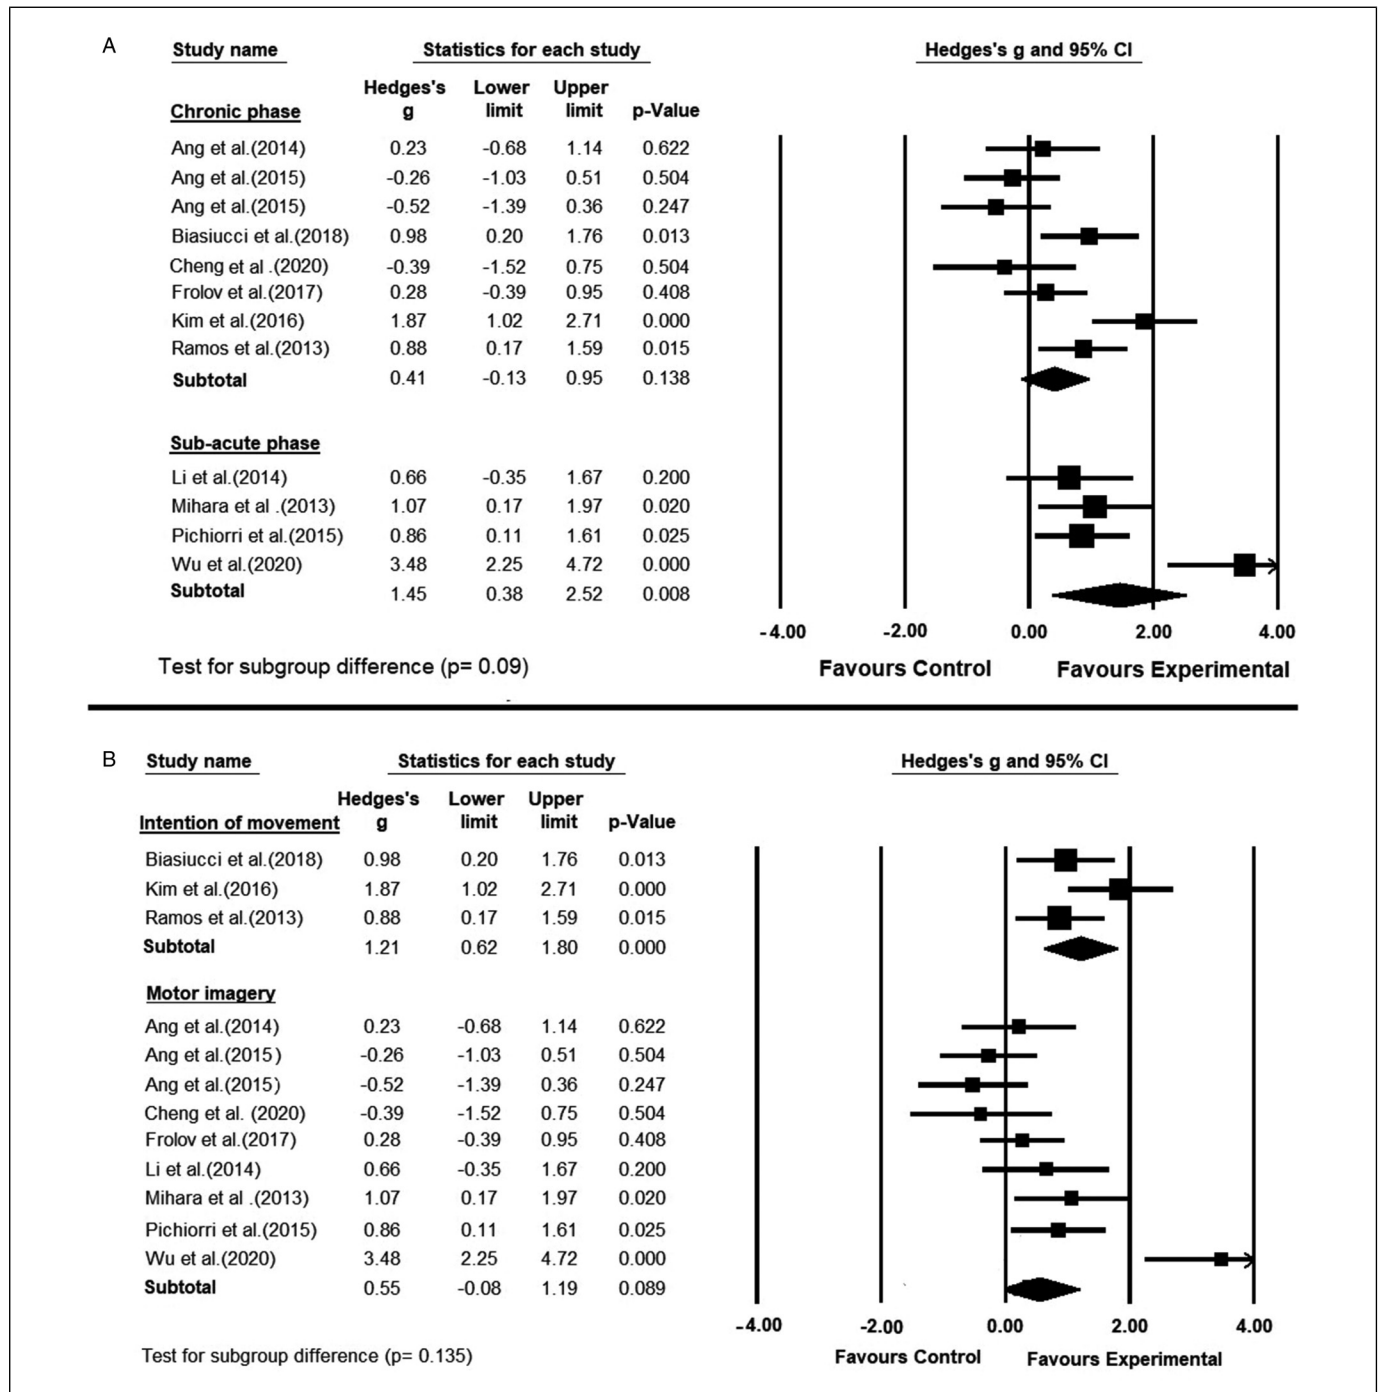 A
Study name Statistics for each study Hedges's g and 95% CI
Hedges's Lower Upper
Chronic phase g limit limit p-Value
Ang et al.(2014) 0.23 -0.68 1.14 0.622
Ang et al.(2015) -0.26 -1.03 0.51 0.504
Ang et al.(2015) -0.52 -1.39 0.36 0.247
Biasiucci et al.(2018) 0.98 0.20 1.76 0.013
Cheng et al .(2020) -0.39 -1.52 0.75 0.504
Frolov et al.(2017) 0.28 -0.39 0.95 0.408
Kim et al.(2016) 1.87 1.02 2.71 0.000
Ramos et al.(2013) 0.88 0.17 1.59 0.015
Subtotal 0.41 -0.13 0.95 0.138
Sub-acute phase
Li et al.(2014) 0.66 -0.35 1.67 0.200
Mihara et al .(2013) 1.07 0.17 1.97 0.020
Pichiorri et al.(2015) 0.86 0.11 1.61 0.025
Wu et al.(2020) 3.48 2.25 4.72 0.000
Subtotal 1.45 0.38 2.52 0.008
-4.00 -2.00 0.00 2.00 4.00
Test for subgroup difference (p= 0.09) Favours Control Favours Experimental
B
Study name Statistics for each study Hedges's g and 95% CI
Hedges's Lower Upper
Intention of movement g limit limit p-Value
Biasiucci et al.(2018) 0.98 0.20 1.76 0.013
Kim et al.(2016) 1.87 1.02 2.71 0.000
Ramos et al.(2013) 0.88 0.17 1.59 0.015
Subtotal 1.21 0.62 1.80 0.000
Motor imagery
Ang et al.(2014) 0.23 -0.68 1.14 0.622
Ang et al.(2015) -0.26 -1.03 0.51 0.504
Ang et al.(2015) -0.52 -1.39 0.36 0.247
Cheng et al. (2020) -0.39 -1.52 0.75 0.504
Frolov et al.(2017) 0.28 -0.39 0.95 0.408
Li et al.(2014) 0.66 -0.35 1.67 0.200
Mihara et al .(2013) 1.07 0.17 1.97 0.020
Pichiorri et al.(2015) 0.86 0.11 1.61 0.025
Wu et al.(2020) 3.48 2.25 4.72 0.000
Subtotal 0.55 -0.08 1.19 0.089
-4.00 -2.00 0.00 2.00 4.00
Test for subgroup difference (p= 0.135) Favours Control Favours Experimental